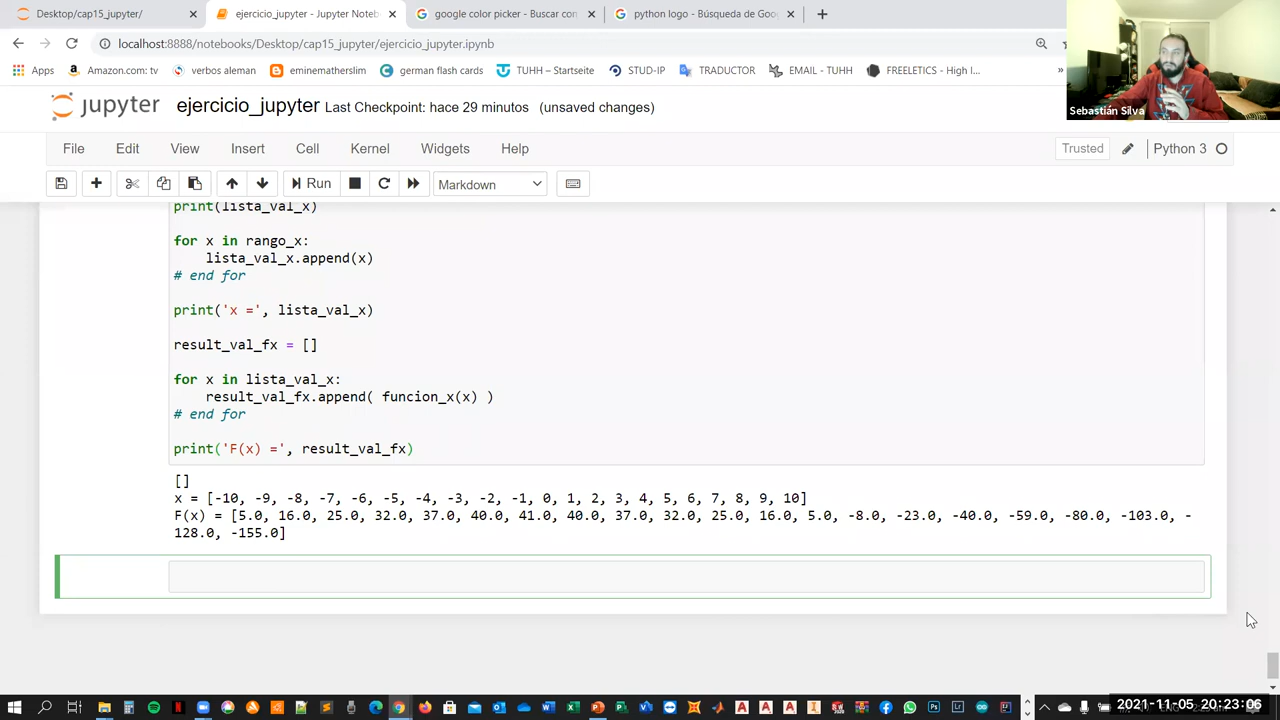 Desktop/cap15_jupyter/
ejercicio_jupyter - Jupyter Noteb
google color picker - Buscar con
python logo - Búsqueda de Goo
localhost:8888/notebooks/Desktop/cap15_jupyter/ejercicio_jupyter.ipynb
Apps
Amazon.com: tv
verbos aleman
eminematherslim
german flash cards
TUHH – Startseite
STUD-IP
TRADUCTOR
EMAIL - TUHH
FREELETICS - High I...
»
Sebastián Silva
jupyter
ejercicio_jupyter
Last Checkpoint: hace 29 minutos
(unsaved changes)
File
Edit
View
Insert
Cell
Kernel
Widgets
Help
Trusted
Python 3
Run
Markdown
print(lista_val_x)
for x in rango_x:
lista_val_x.append(x)
# end for
print('x =', lista_val_x)
result_val_fx = []
for x in lista_val_x:
result_val_fx.append( funcion_x(x) )
# end for
print('F(x) =', result_val_fx)
[]
x = [-10, -9, -8, -7, -6, -5, -4, -3, -2, -1, 0, 1, 2, 3, 4, 5, 6, 7, 8, 9, 10]
F(x) = [5.0, 16.0, 25.0, 32.0, 37.0, 40.0, 41.0, 40.0, 37.0, 32.0, 25.0, 16.0, 5.0, -8.0, -23.0, -40.0, -59.0, -80.0, -103.0, -
128.0, -155.0]
2021-11-05 20:23:06